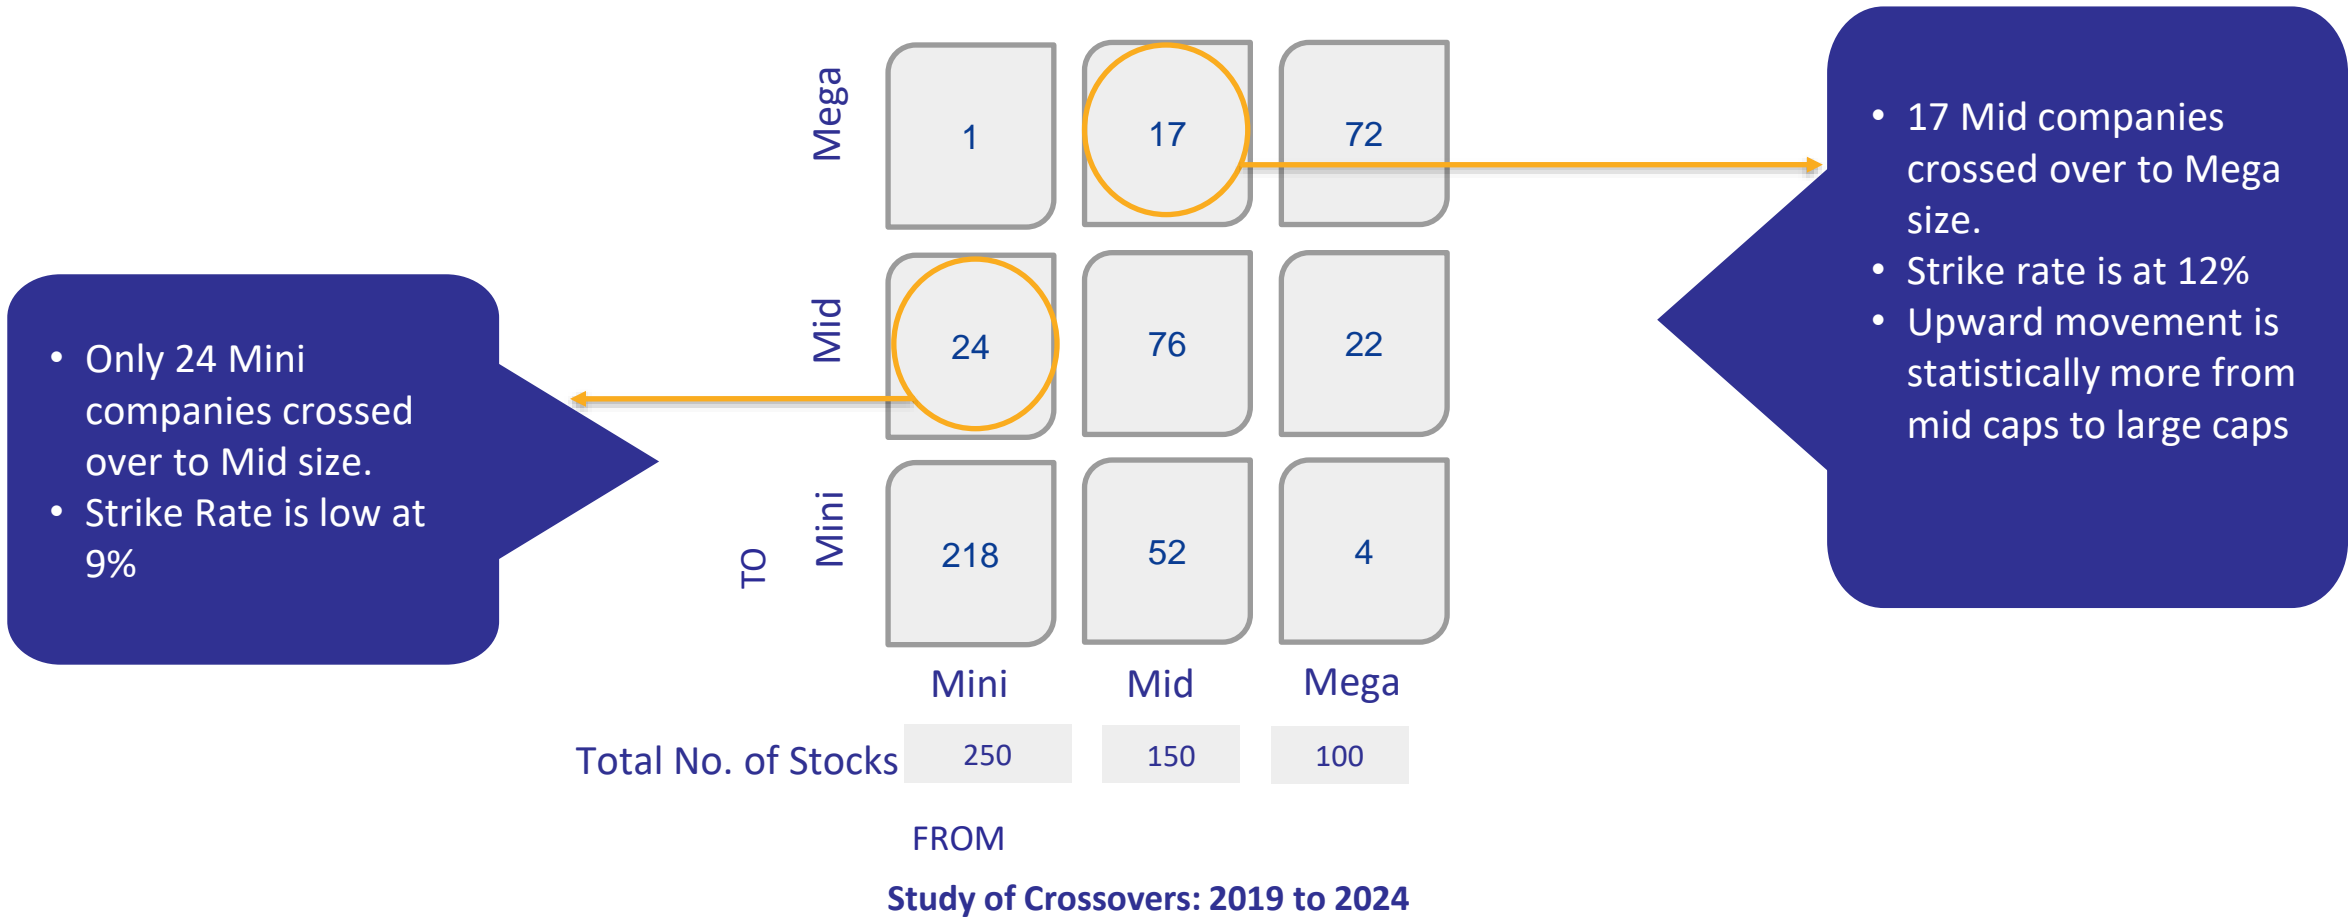 Mega
1
17
72
• 17 Mid companies
crossed over to Mega
size.
• Strike rate is at 12%
• Upward movement is
statistically more from
mid caps to large caps
Mid
24
76
22
• Only 24 Mini
companies crossed
over to Mid size.
• Strike Rate is low at
9%
TO
Mini
218
52
4
Mini
Mid
Mega
Total No. of Stocks
250
150
100
FROM
Study of Crossovers: 2019 to 2024